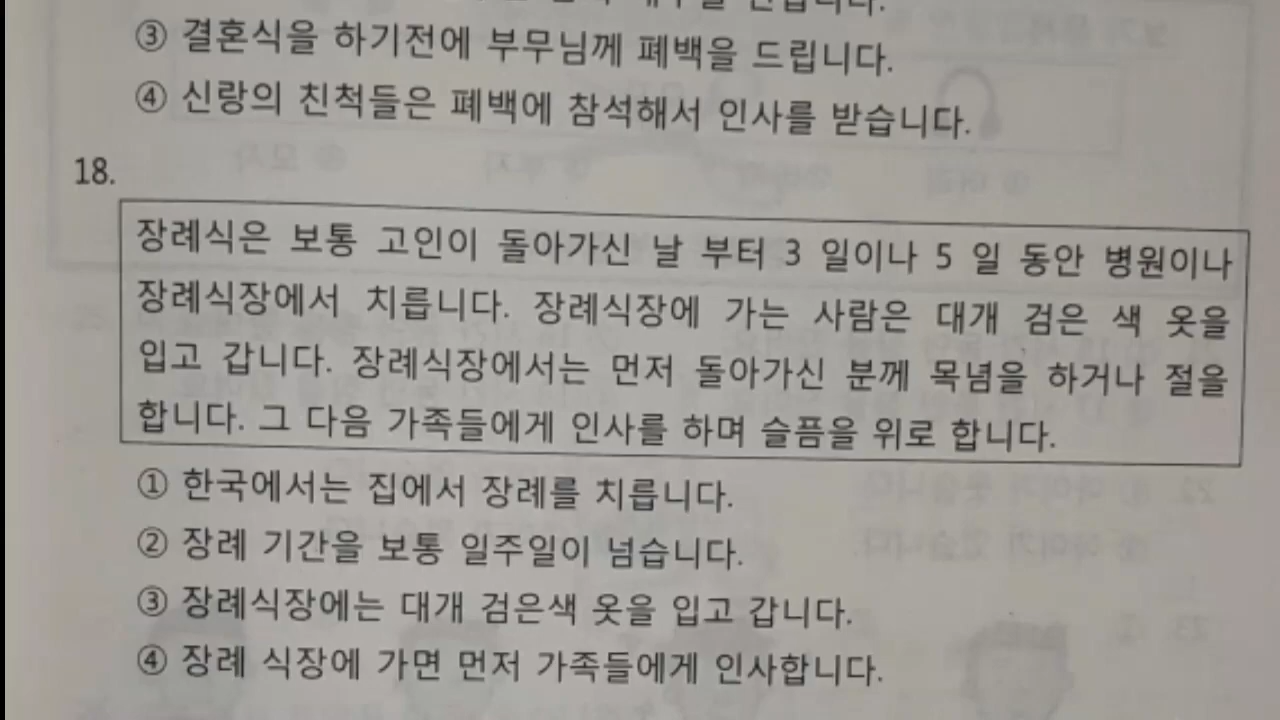 ③ 결혼식을 하기전에 부무님께 폐백을 드립니다.
④ 신랑의 친척들은 폐백에 참석해서 인사를 받습니다.
18.
장례식은 보통 고인이 돌아가신 날 부터 3 일이나 5 일 동안 병원이나
장례식장에서 치릅니다. 장례식장에 가는 사람은 대개 검은 색 옷을
입고 갑니다. 장례식장에서는 먼저 돌아가신 분께 목념을 하거나 절을
합니다. 그 다음 가족들에게 인사를 하며 슬픔을 위로 합니다.
① 한국에서는 집에서 장례를 치릅니다.
② 장례 기간을 보통 일주일이 넘습니다.
③ 장례식장에는 대개 검은색 옷을 입고 갑니다.
④ 장례 식장에 가면 먼저 가족들에게 인사합니다.